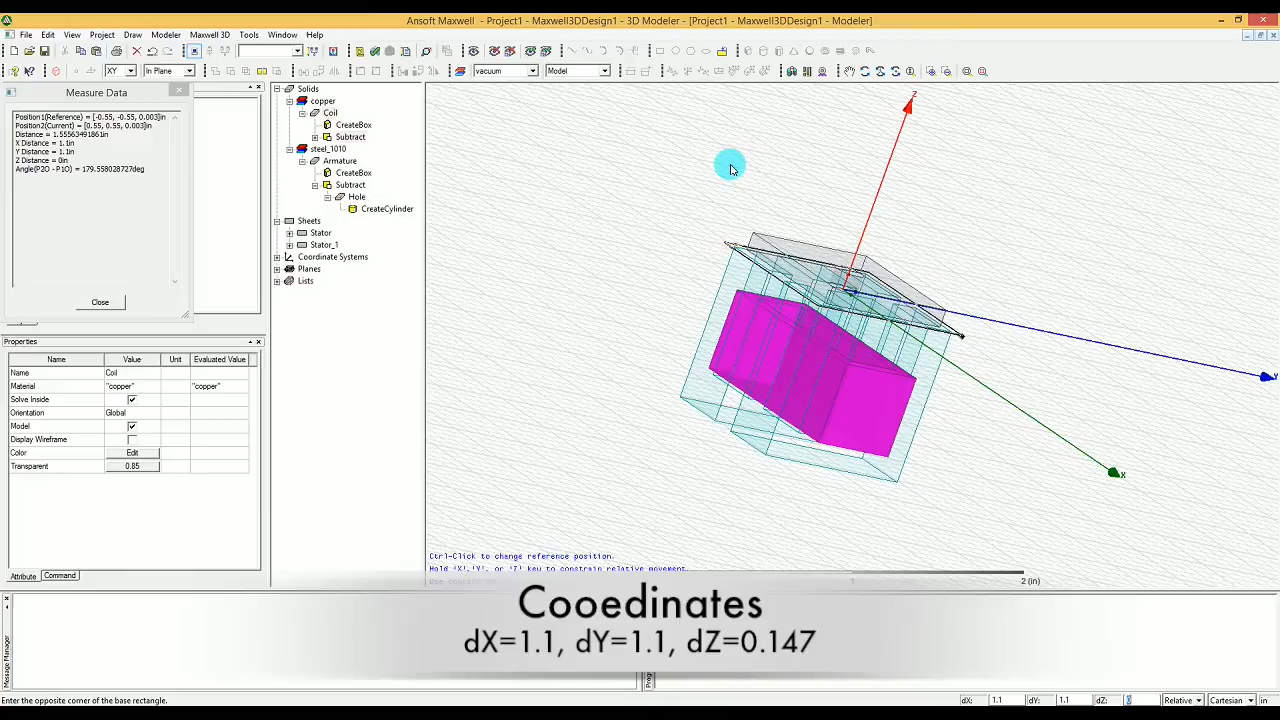 Ansoft Maxwell - Project1 - Maxwell3DDesign1 - 3D Modeler - [Project1 - Maxwell3DDesign1 - Modeler]
File Edit View Project Draw Modeler Maxwell 3D Tools Window Help
XY In Plane vacuum Model
Measure Data
Position1(Reference) = [-0.55, -0.55, 0.003]in
Position2(Current) = [0.55, 0.55, 0.003]in
Distance = 1.55563491861in
X Distance = 1.1in
Y Distance = 1.1in
Z Distance = 0in
Angle(P2O - P1O) = 179.558028727deg
Close
Solids
copper
Coil
CreateBox
Subtract
steel_1010
Armature
CreateBox
Subtract
Hole
CreateCylinder
Sheets
Stator
Stator_1
Coordinate Systems
Planes
Lists
Properties
Name Value Unit Evaluated Value
Name Coil
Material "copper" "copper"
Solve Inside
Orientation Global
Model
Display Wireframe
Color Edit
Transparent 0.85
Attribute Command
Z
Y
X
Ctrl-Click to change reference position.
Hold 'X', 'Y', or 'Z' key to constrain relative movement.
1 2 (in)
Cooedinates
dX=1.1, dY=1.1, dZ=0.147
Message Manager
Enter the opposite corner of the base rectangle.
dX: 1.1 dY: 1.1 dZ: Relative Cartesian in